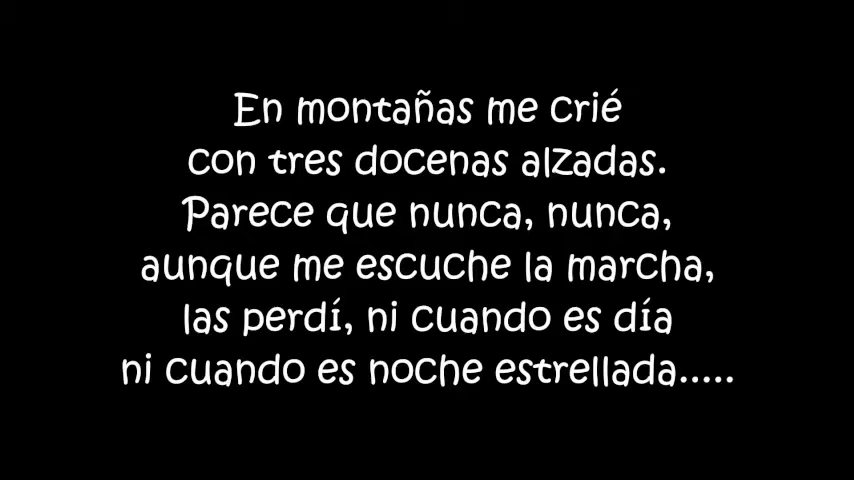 En montañas me crié
con tres docenas alzadas.
Parece que nunca, nunca,
aunque me escuche la marcha,
las perdí, ni cuando es día
ni cuando es noche estrellada.....